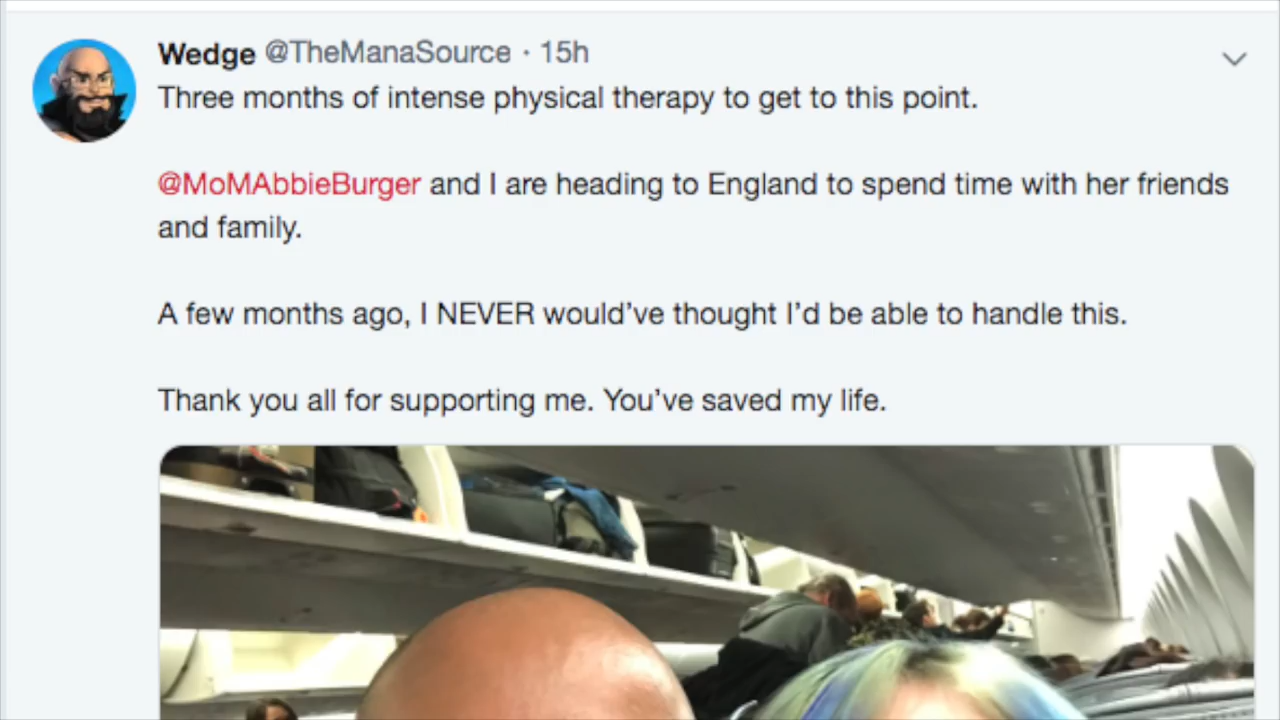 Wedge @TheManaSource · 15h
Three months of intense physical therapy to get to this point.
@MoMAbbieBurger and I are heading to England to spend time with her friends
and family.
A few months ago, I NEVER would’ve thought I’d be able to handle this.
Thank you all for supporting me. You’ve saved my life.